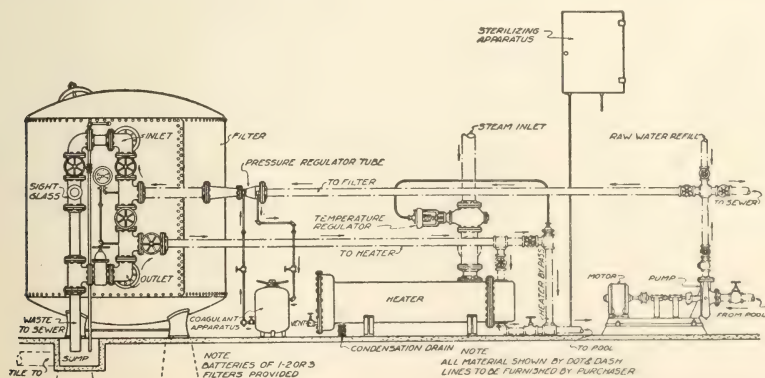 STERILIZING
APPARATUS
STEAM INLET
RAW WATER REFILL
INLET
FILTER
PRESSURE REGULATOR TUBE
SIGHT
GLASS
TO FILTER
TO SEWER
TEMPERATURE
REGULATOR
TO HEATER
OUTLET
HEATER BY PASS
MOTOR
PUMP
HEATER
FROM POOL
WASTE
TO SEWER
COAGULANT
APPARATUS
VENT
SUMP
CONDENSATION DRAIN
TO POOL
TILE TO
NOTE
BATTERIES OF 1-2 OR 3
FILTERS PROVIDED
NOTE
ALL MATERIAL SHOWN BY DOT & DASH
LINES TO BE FURNISHED BY PURCHASER